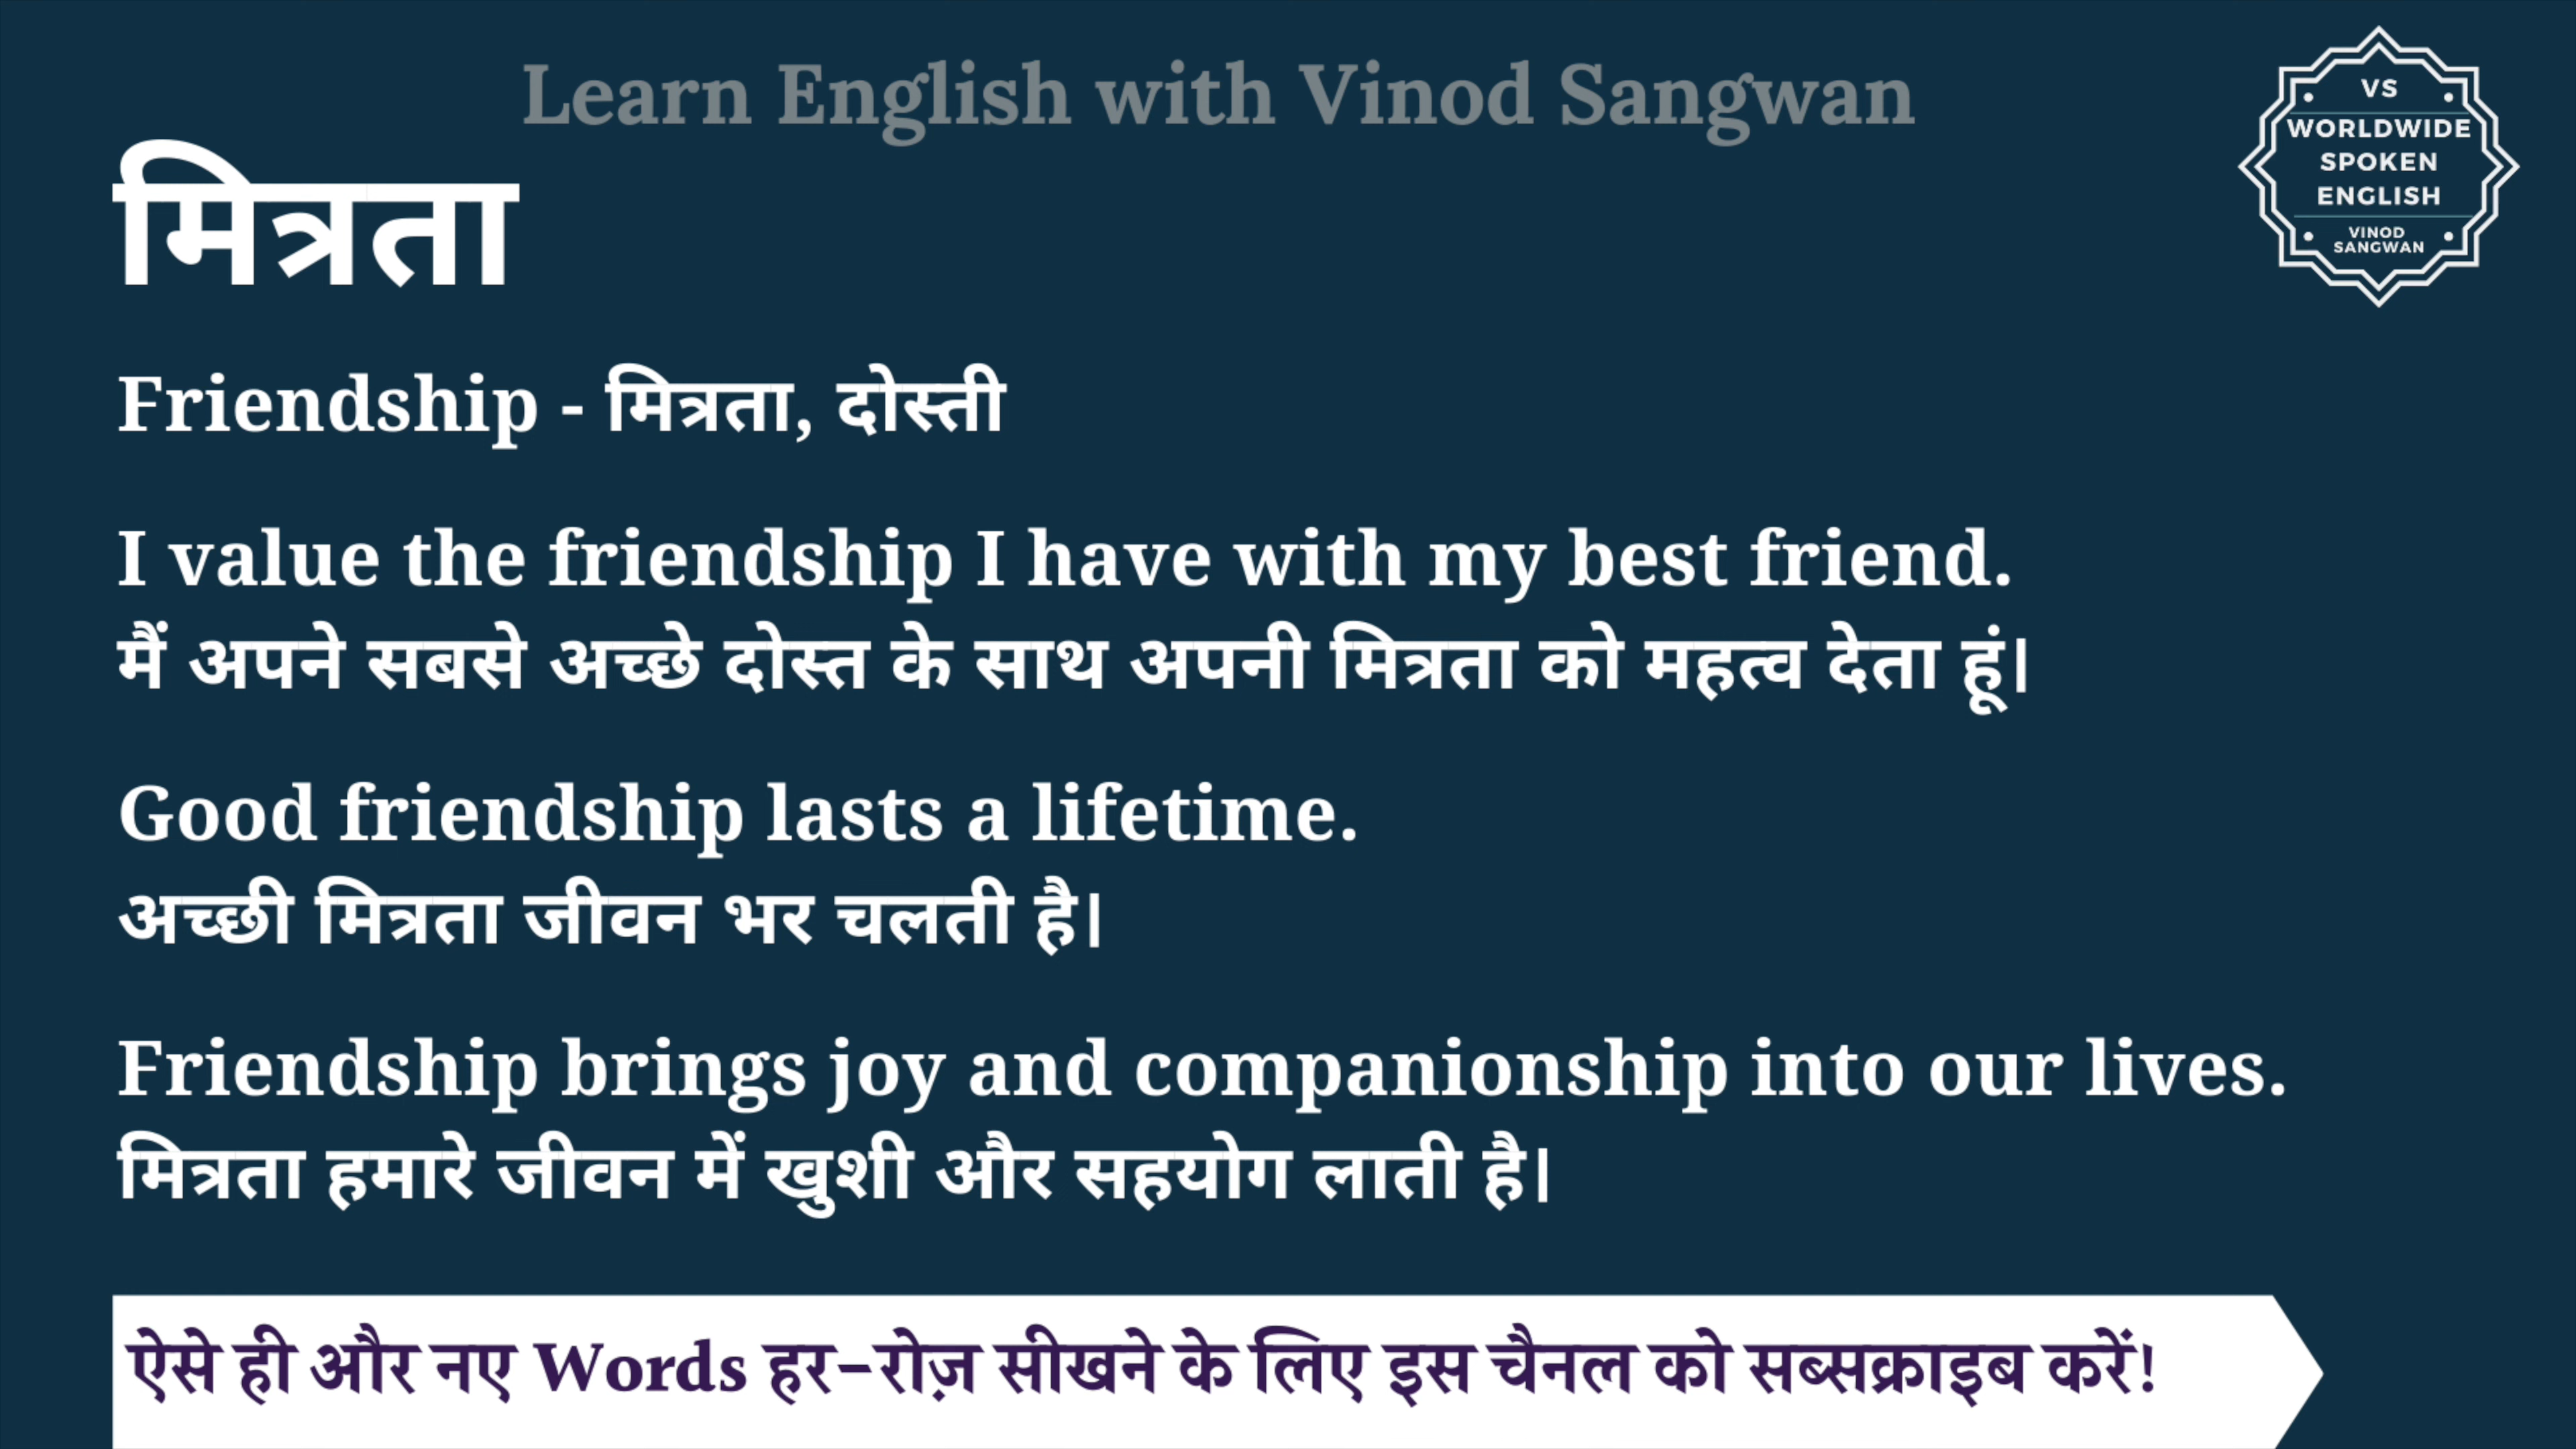 Learn English with Vinod Sangwan
VS
WORLDWIDE
SPOKEN
ENGLISH
VINOD
SANGWAN
मित्रता
Friendship - मित्रता, दोस्ती
I value the friendship I have with my best friend.
मैं अपने सबसे अच्छे दोस्त के साथ अपनी मित्रता को महत्व देता हूं।
Good friendship lasts a lifetime.
अच्छी मित्रता जीवन भर चलती है।
Friendship brings joy and companionship into our lives.
मित्रता हमारे जीवन में खुशी और सहयोग लाती है।
ऐसे ही और नए Words हर-रोज़ सीखने के लिए इस चैनल को सब्सक्राइब करें!